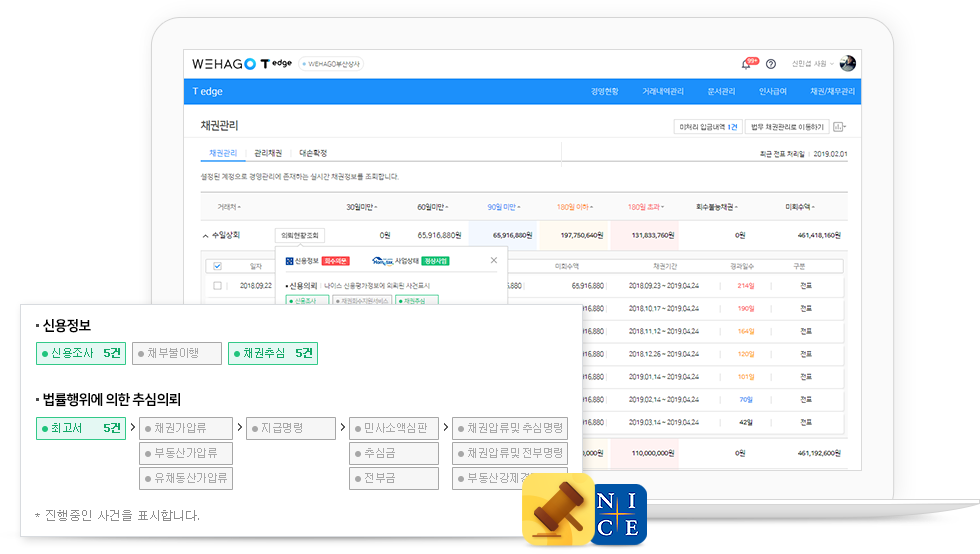 WEHAGO T edge WEHAGO부산상사 99+ 신민섭 사원
T edge 경영현황 거래내역관리 문서관리 인사급여 채권/채무관리
채권관리 미처리 입금내역 1건 법무 채권관리로 이동하기
채권관리 관리채권 대손확정 최근 전표 처리일 2019.02.01
설정된 계정으로 경영관리에 존재하는 실시간 채권정보를 조회합니다.
거래처 30일미만 60일미만 90일 미만 180일 이하 180일 초과 회수불능채권 미회수액
수일상회 의뢰현황조회 0원 65,916,880원 65,916,880원 197,750,640원 131,833,760원 0원 461,418,160원
일자 미회수액 채권기간 경과일수 구분
신용정보 회수의문 사업상태 정상사업
2018.09.22 65,916,880 2018.09.23 ~ 2019.04.24 214일 전표
신용의뢰 나이스 신용평가정보에 의뢰된 사건표시
신용조사 채권회수지원서비스 채권추심
2018.10.17 ~ 2019.04.24 190일 전표
2018.11.12 ~ 2019.04.24 164일 전표
2018.12.26 ~ 2019.04.24 120일 전표
2019.01.14 ~ 2019.04.24 101일 전표
2019.02.14 ~ 2019.04.24 70일 전표
2019.03.14 ~ 2019.04.24 42일 전표
110,000,000원 0원 461,192,600원
신용정보
신용조사 5건 채무불이행 채권추심 5건
법률행위에 의한 추심의뢰
최고서 5건 채권가압류 지급명령 민사소액심판 채권압류및 추심명령
부동산가압류 추심금 채권압류및 전부명령
유체동산가압류 전부금 부동산강제
* 진행중인 사건을 표시합니다.
NICE